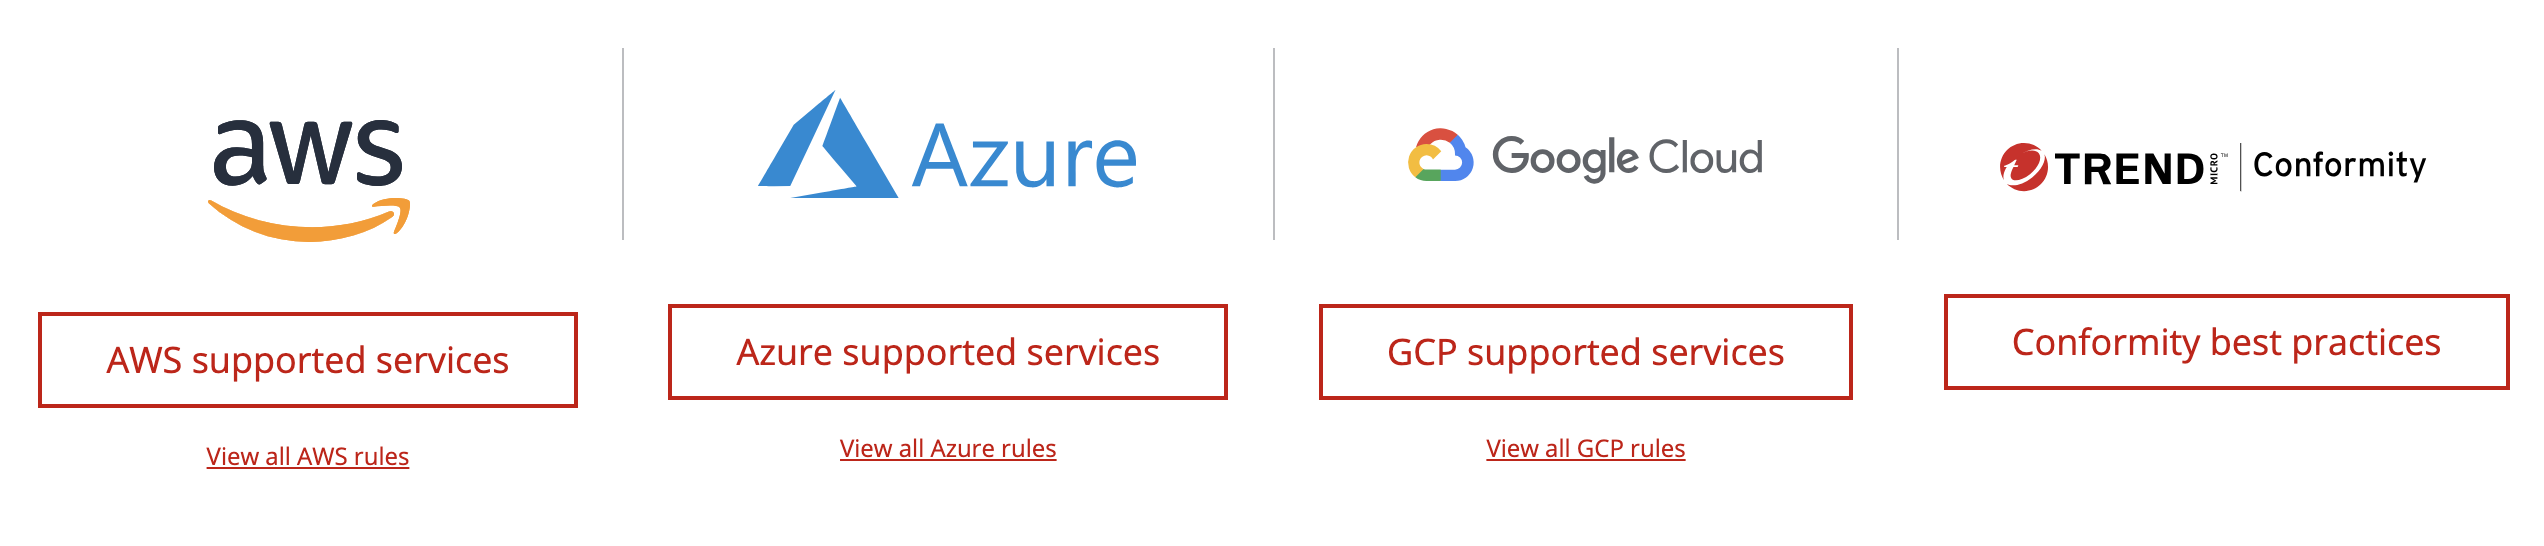 aws
Azure
Google Cloud
TREND MICRO™ Conformity
AWS supported services
Azure supported services
GCP supported services
Conformity best practices
View all AWS rules
View all Azure rules
View all GCP rules